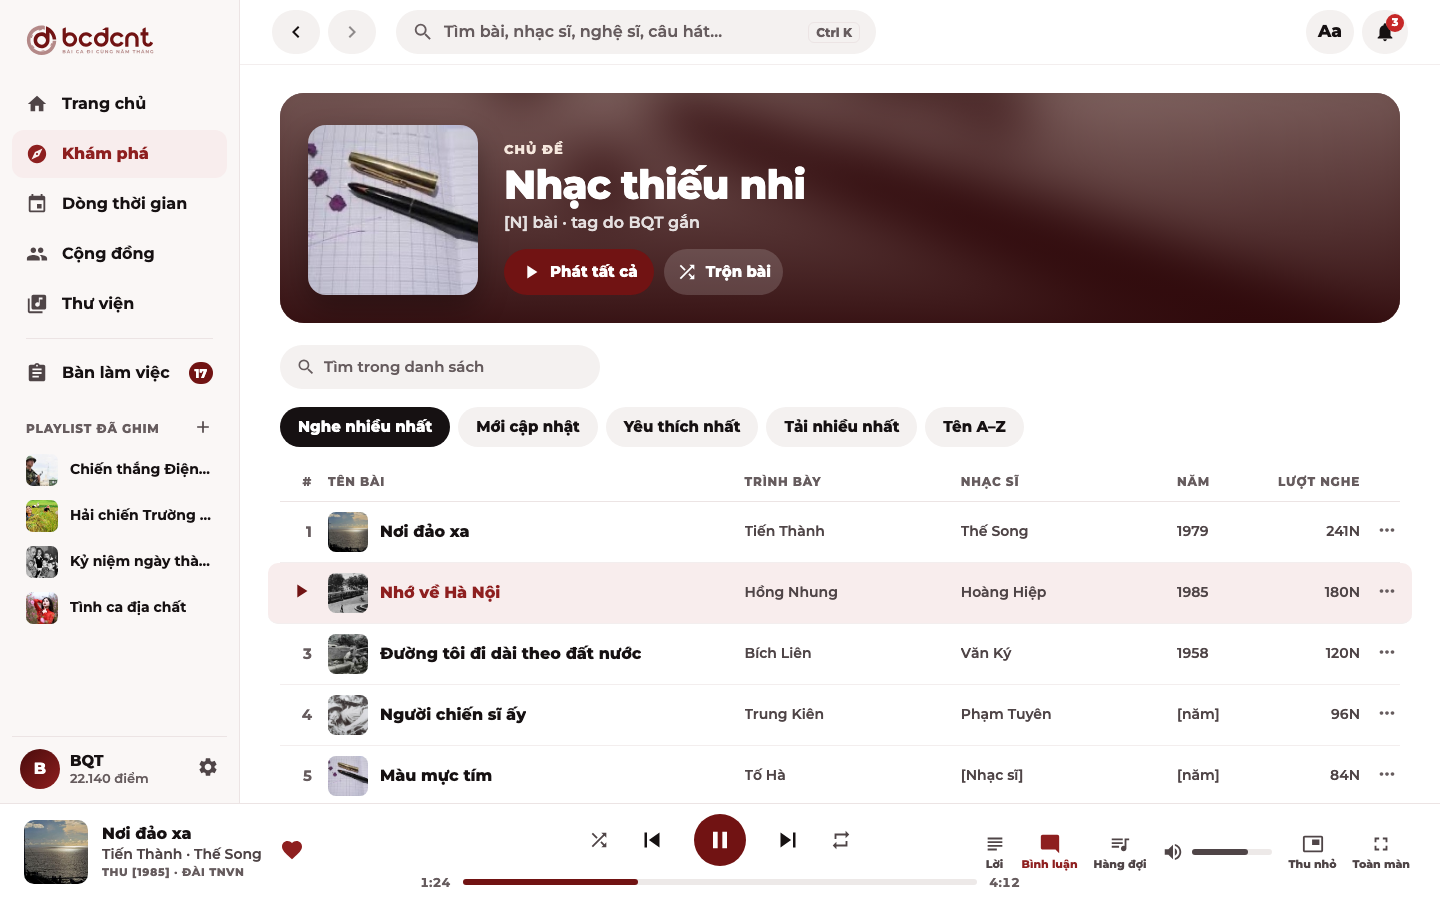 bcdcnt
BÀI CA ĐI CÙNG NĂM THÁNG
Tìm bài, nhạc sĩ, nghệ sĩ, câu hát...
Ctrl K
Aa
3
Trang chủ
Khám phá
Dòng thời gian
Cộng đồng
Thư viện
Bàn làm việc
17
PLAYLIST ĐÃ GHIM
Chiến thắng Điện...
Hải chiến Trường ...
Kỷ niệm ngày thà...
Tình ca địa chất
B
BQT
22.140 điểm
CHỦ ĐỀ
Nhạc thiếu nhi
[N] bài · tag do BQT gắn
Phát tất cả
Trộn bài
Tìm trong danh sách
Nghe nhiều nhất
Mới cập nhật
Yêu thích nhất
Tải nhiều nhất
Tên A–Z
# TÊN BÀI TRÌNH BÀY NHẠC SĨ NĂM LƯỢT NGHE
1 Nơi đảo xa Tiến Thành Thế Song 1979 241N
Nhớ về Hà Nội Hồng Nhung Hoàng Hiệp 1985 180N
3 Đường tôi đi dài theo đất nước Bích Liên Văn Ký 1958 120N
4 Người chiến sĩ ấy Trung Kiên Phạm Tuyên [năm] 96N
5 Màu mực tím Tố Hà [Nhạc sĩ] [năm] 84N
Nơi đảo xa
Tiến Thành · Thế Song
THU [1985] · ĐÀI TNVN
1:24
4:12
Lời
Bình luận
Hàng đợi
Thu nhỏ
Toàn màn